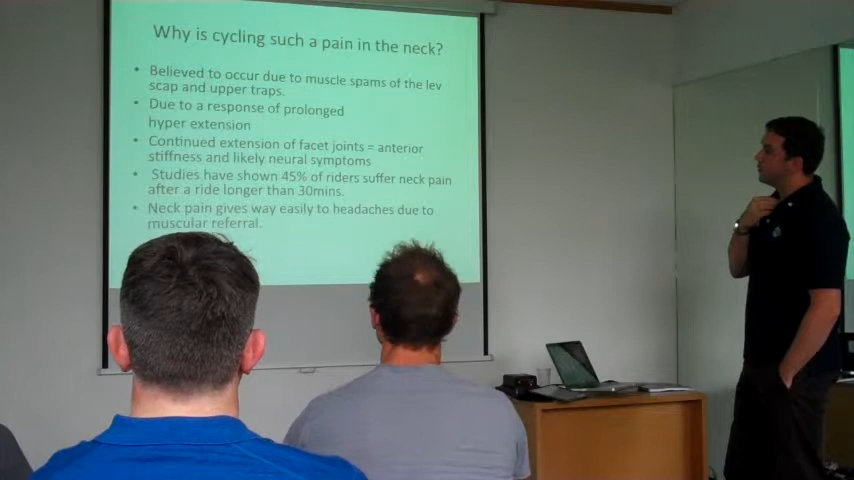 Why is cycling such a pain in the neck?
• Believed to occur due to muscle spams of the lev
scap and upper traps.
• Due to a response of prolonged
hyper extension
• Continued extension of facet joints = anterior
stiffness and likely neural symptoms
• Studies have shown 45% of riders suffer neck pain
after a ride longer than 30mins.
• Neck pain gives way easily to headaches due to
muscular referral.